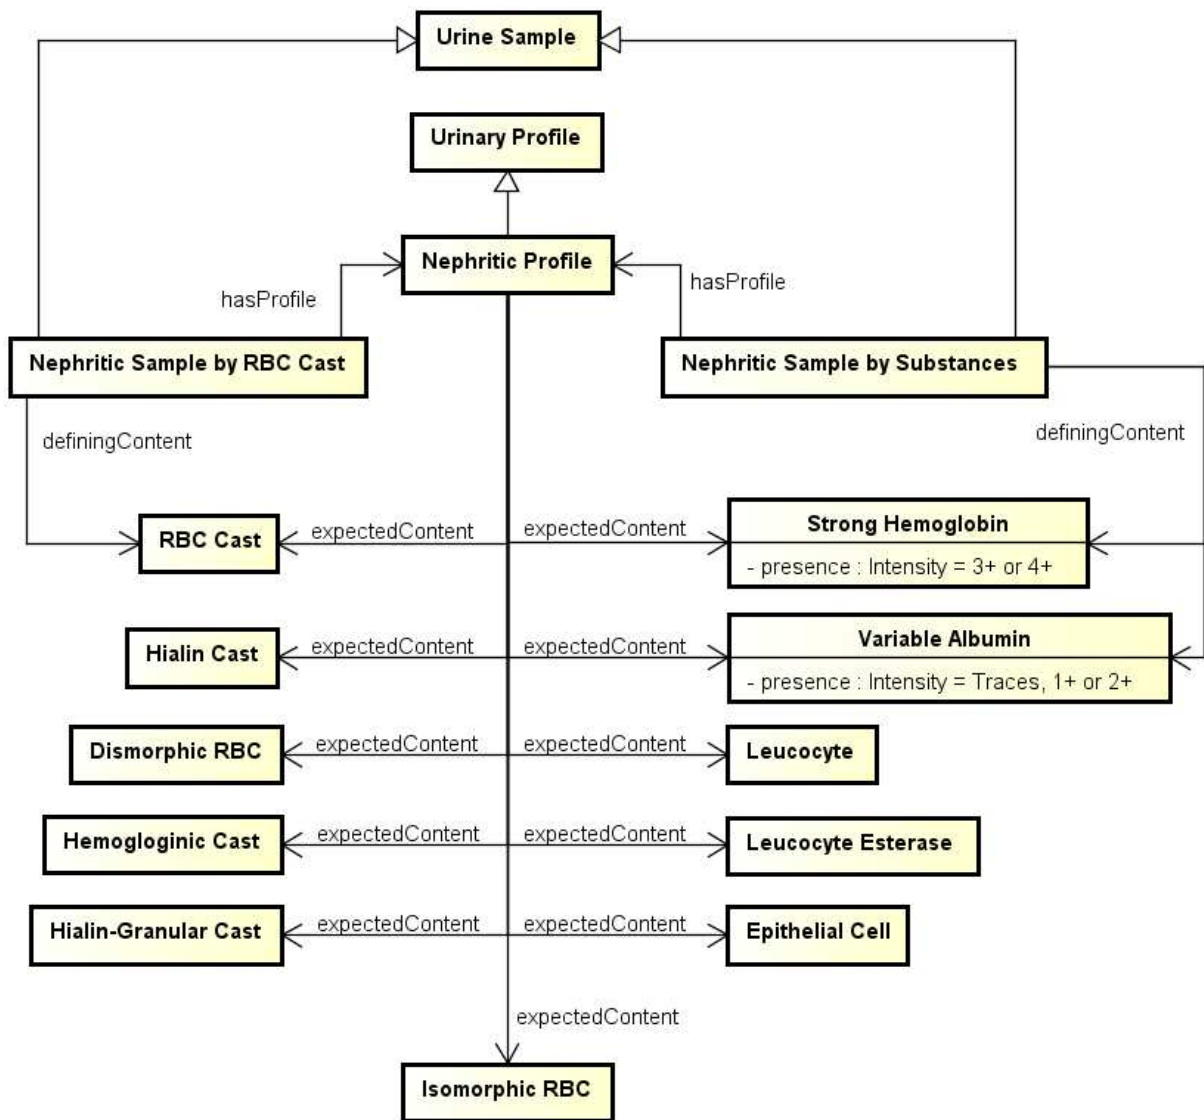 Urine Sample
Urinary Profile
Nephritic Profile
hasProfile
hasProfile
Nephritic Sample by RBC Cast
Nephritic Sample by Substances
definingContent
definingContent
RBC Cast
expectedContent
expectedContent
Strong Hemoglobin
- presence : Intensity = 3+ or 4+
Hialin Cast
expectedContent
expectedContent
Variable Albumin
- presence : Intensity = Traces, 1+ or 2+
Dismorphic RBC
expectedContent
expectedContent
Leucocyte
Hemogloginic Cast
expectedContent
expectedContent
Leucocyte Esterase
Hialin-Granular Cast
expectedContent
expectedContent
Epithelial Cell
expectedContent
Isomorphic RBC